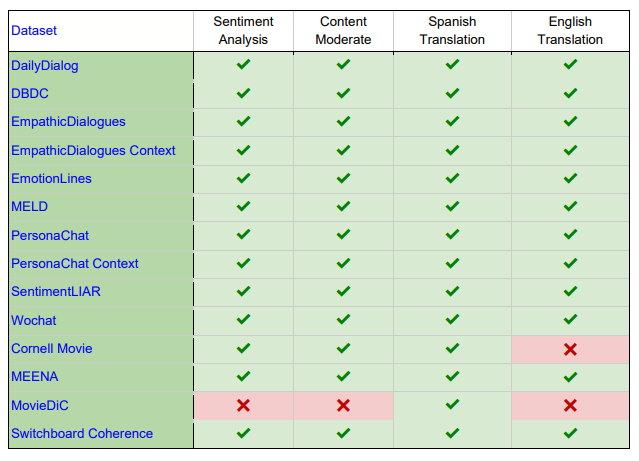 Dataset Sentiment Analysis Content Moderate Spanish Translation English Translation
DailyDialog ✔ ✔ ✔ ✔
DBDC ✔ ✔ ✔ ✔
EmpathicDialogues ✔ ✔ ✔ ✔
EmpathicDialogues Context ✔ ✔ ✔ ✔
EmotionLines ✔ ✔ ✔ ✔
MELD ✔ ✔ ✔ ✔
PersonaChat ✔ ✔ ✔ ✔
PersonaChat Context ✔ ✔ ✔ ✔
SentimentLIAR ✔ ✔ ✔ ✔
Wochat ✔ ✔ ✔ ✔
Cornell Movie ✔ ✔ ✔ ✖
MEENA ✔ ✔ ✔ ✔
MovieDiC ✖ ✖ ✔ ✖
Switchboard Coherence ✔ ✔ ✔ ✔